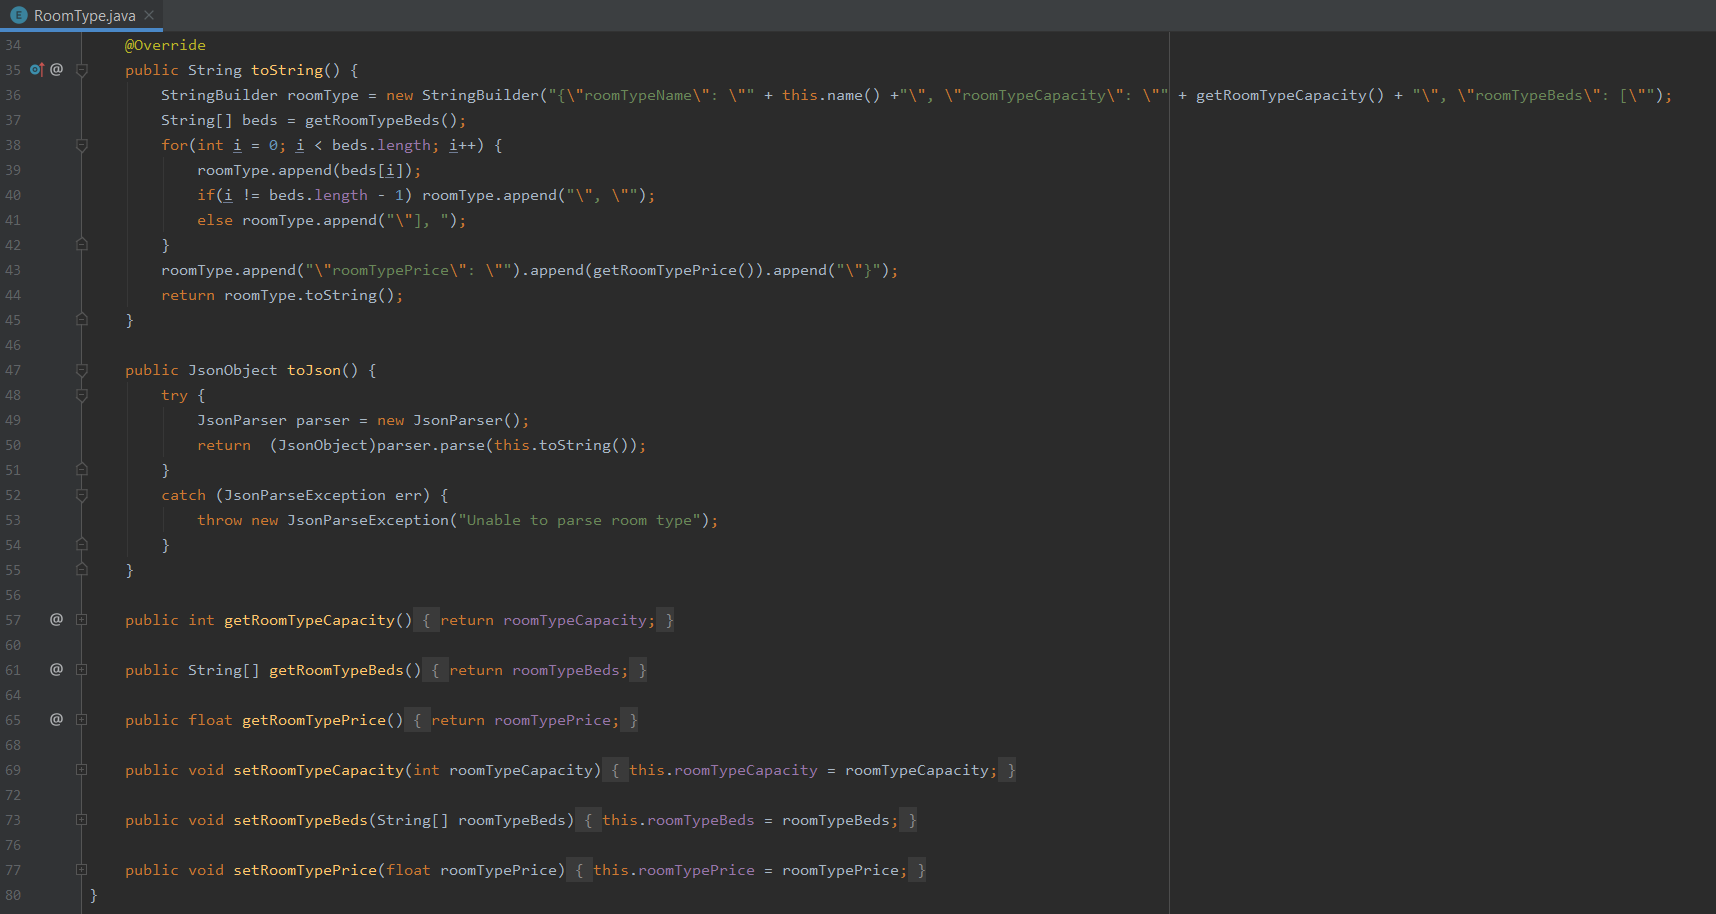 E RoomType.java
34 @Override
35 @ public String toString() {
36 StringBuilder roomType = new StringBuilder("{\"roomTypeName\": \"" + this.name() +"\", \"roomTypeCapacity\": \"" + getRoomTypeCapacity() + "\", \"roomTypeBeds\": [\"");
37 String[] beds = getRoomTypeBeds();
38 for(int i = 0; i < beds.length; i++) {
39 roomType.append(beds[i]);
40 if(i != beds.length - 1) roomType.append("\", \"");
41 else roomType.append("\"], ");
42 }
43 roomType.append("\"roomTypePrice\": \"").append(getRoomTypePrice()).append("\"}");
44 return roomType.toString();
45 }
46
47 public JsonObject toJson() {
48 try {
49 JsonParser parser = new JsonParser();
50 return  (JsonObject)parser.parse(this.toString());
51 }
52 catch (JsonParseException err) {
53 throw new JsonParseException("Unable to parse room type");
54 }
55 }
56
57 @ public int getRoomTypeCapacity() { return roomTypeCapacity; }
60
61 @ public String[] getRoomTypeBeds() { return roomTypeBeds; }
64
65 @ public float getRoomTypePrice() { return roomTypePrice; }
68
69 public void setRoomTypeCapacity(int roomTypeCapacity) { this.roomTypeCapacity = roomTypeCapacity; }
72
73 public void setRoomTypeBeds(String[] roomTypeBeds) { this.roomTypeBeds = roomTypeBeds; }
76
77 public void setRoomTypePrice(float roomTypePrice) { this.roomTypePrice = roomTypePrice; }
80 }